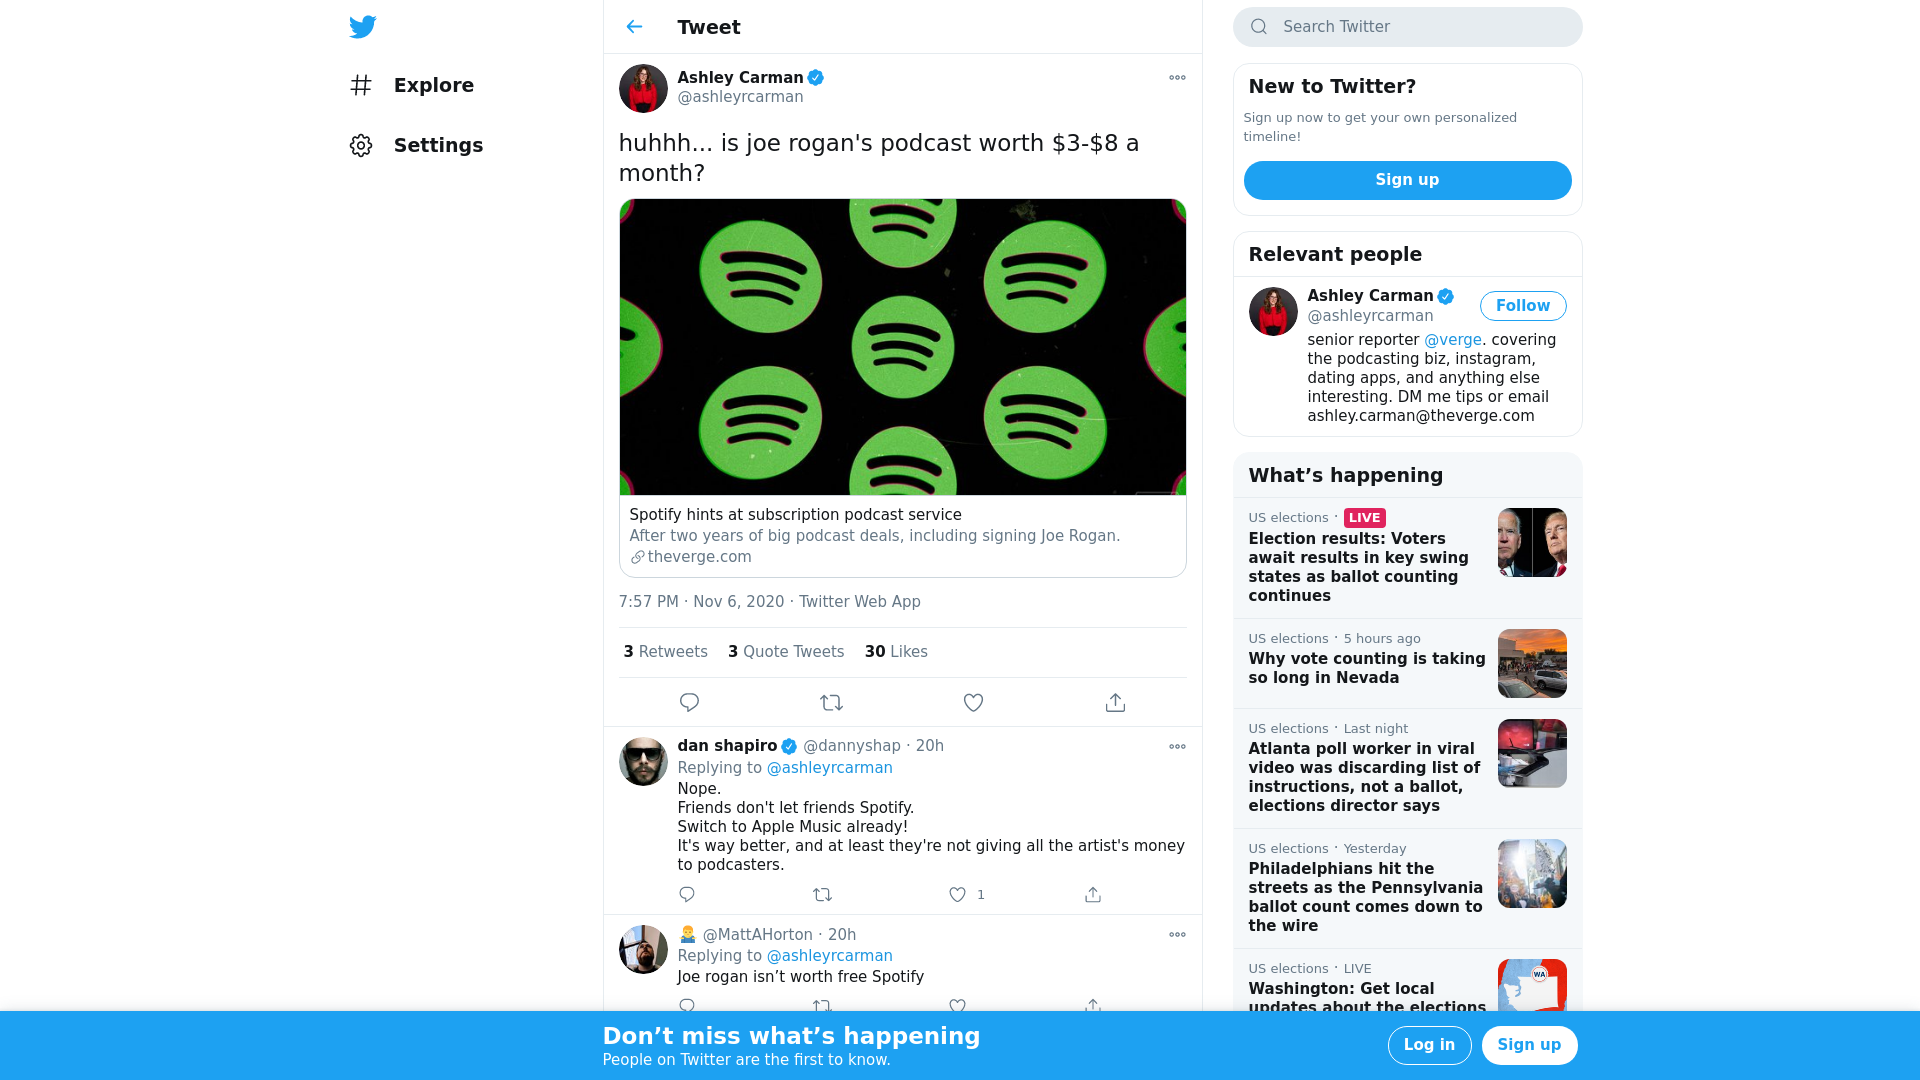 Explore
Settings
Tweet
Ashley Carman
@ashleyrcarman
huhhh... is joe rogan's podcast worth $3-$8 a
month?
Spotify hints at subscription podcast service
After two years of big podcast deals, including signing Joe Rogan.
theverge.com
7:57 PM · Nov 6, 2020 · Twitter Web App
3 Retweets 3 Quote Tweets 30 Likes
dan shapiro @dannyshap · 20h
Replying to @ashleyrcarman
Nope.
Friends don't let friends Spotify.
Switch to Apple Music already!
It's way better, and at least they're not giving all the artist's money
to podcasters.
1
@MattAHorton · 20h
Replying to @ashleyrcarman
Joe rogan isn’t worth free Spotify
Search Twitter
New to Twitter?
Sign up now to get your own personalized
timeline!
Sign up
Relevant people
Ashley Carman
@ashleyrcarman
Follow
senior reporter @verge. covering
the podcasting biz, instagram,
dating apps, and anything else
interesting. DM me tips or email
ashley.carman@theverge.com
What’s happening
US elections · LIVE
Election results: Voters
await results in key swing
states as ballot counting
continues
US elections · 5 hours ago
Why vote counting is taking
so long in Nevada
US elections · Last night
Atlanta poll worker in viral
video was discarding list of
instructions, not a ballot,
elections director says
US elections · Yesterday
Philadelphians hit the
streets as the Pennsylvania
ballot count comes down to
the wire
US elections · LIVE
Washington: Get local
updates about the elections
WA
Don’t miss what’s happening
People on Twitter are the first to know.
Log in
Sign up